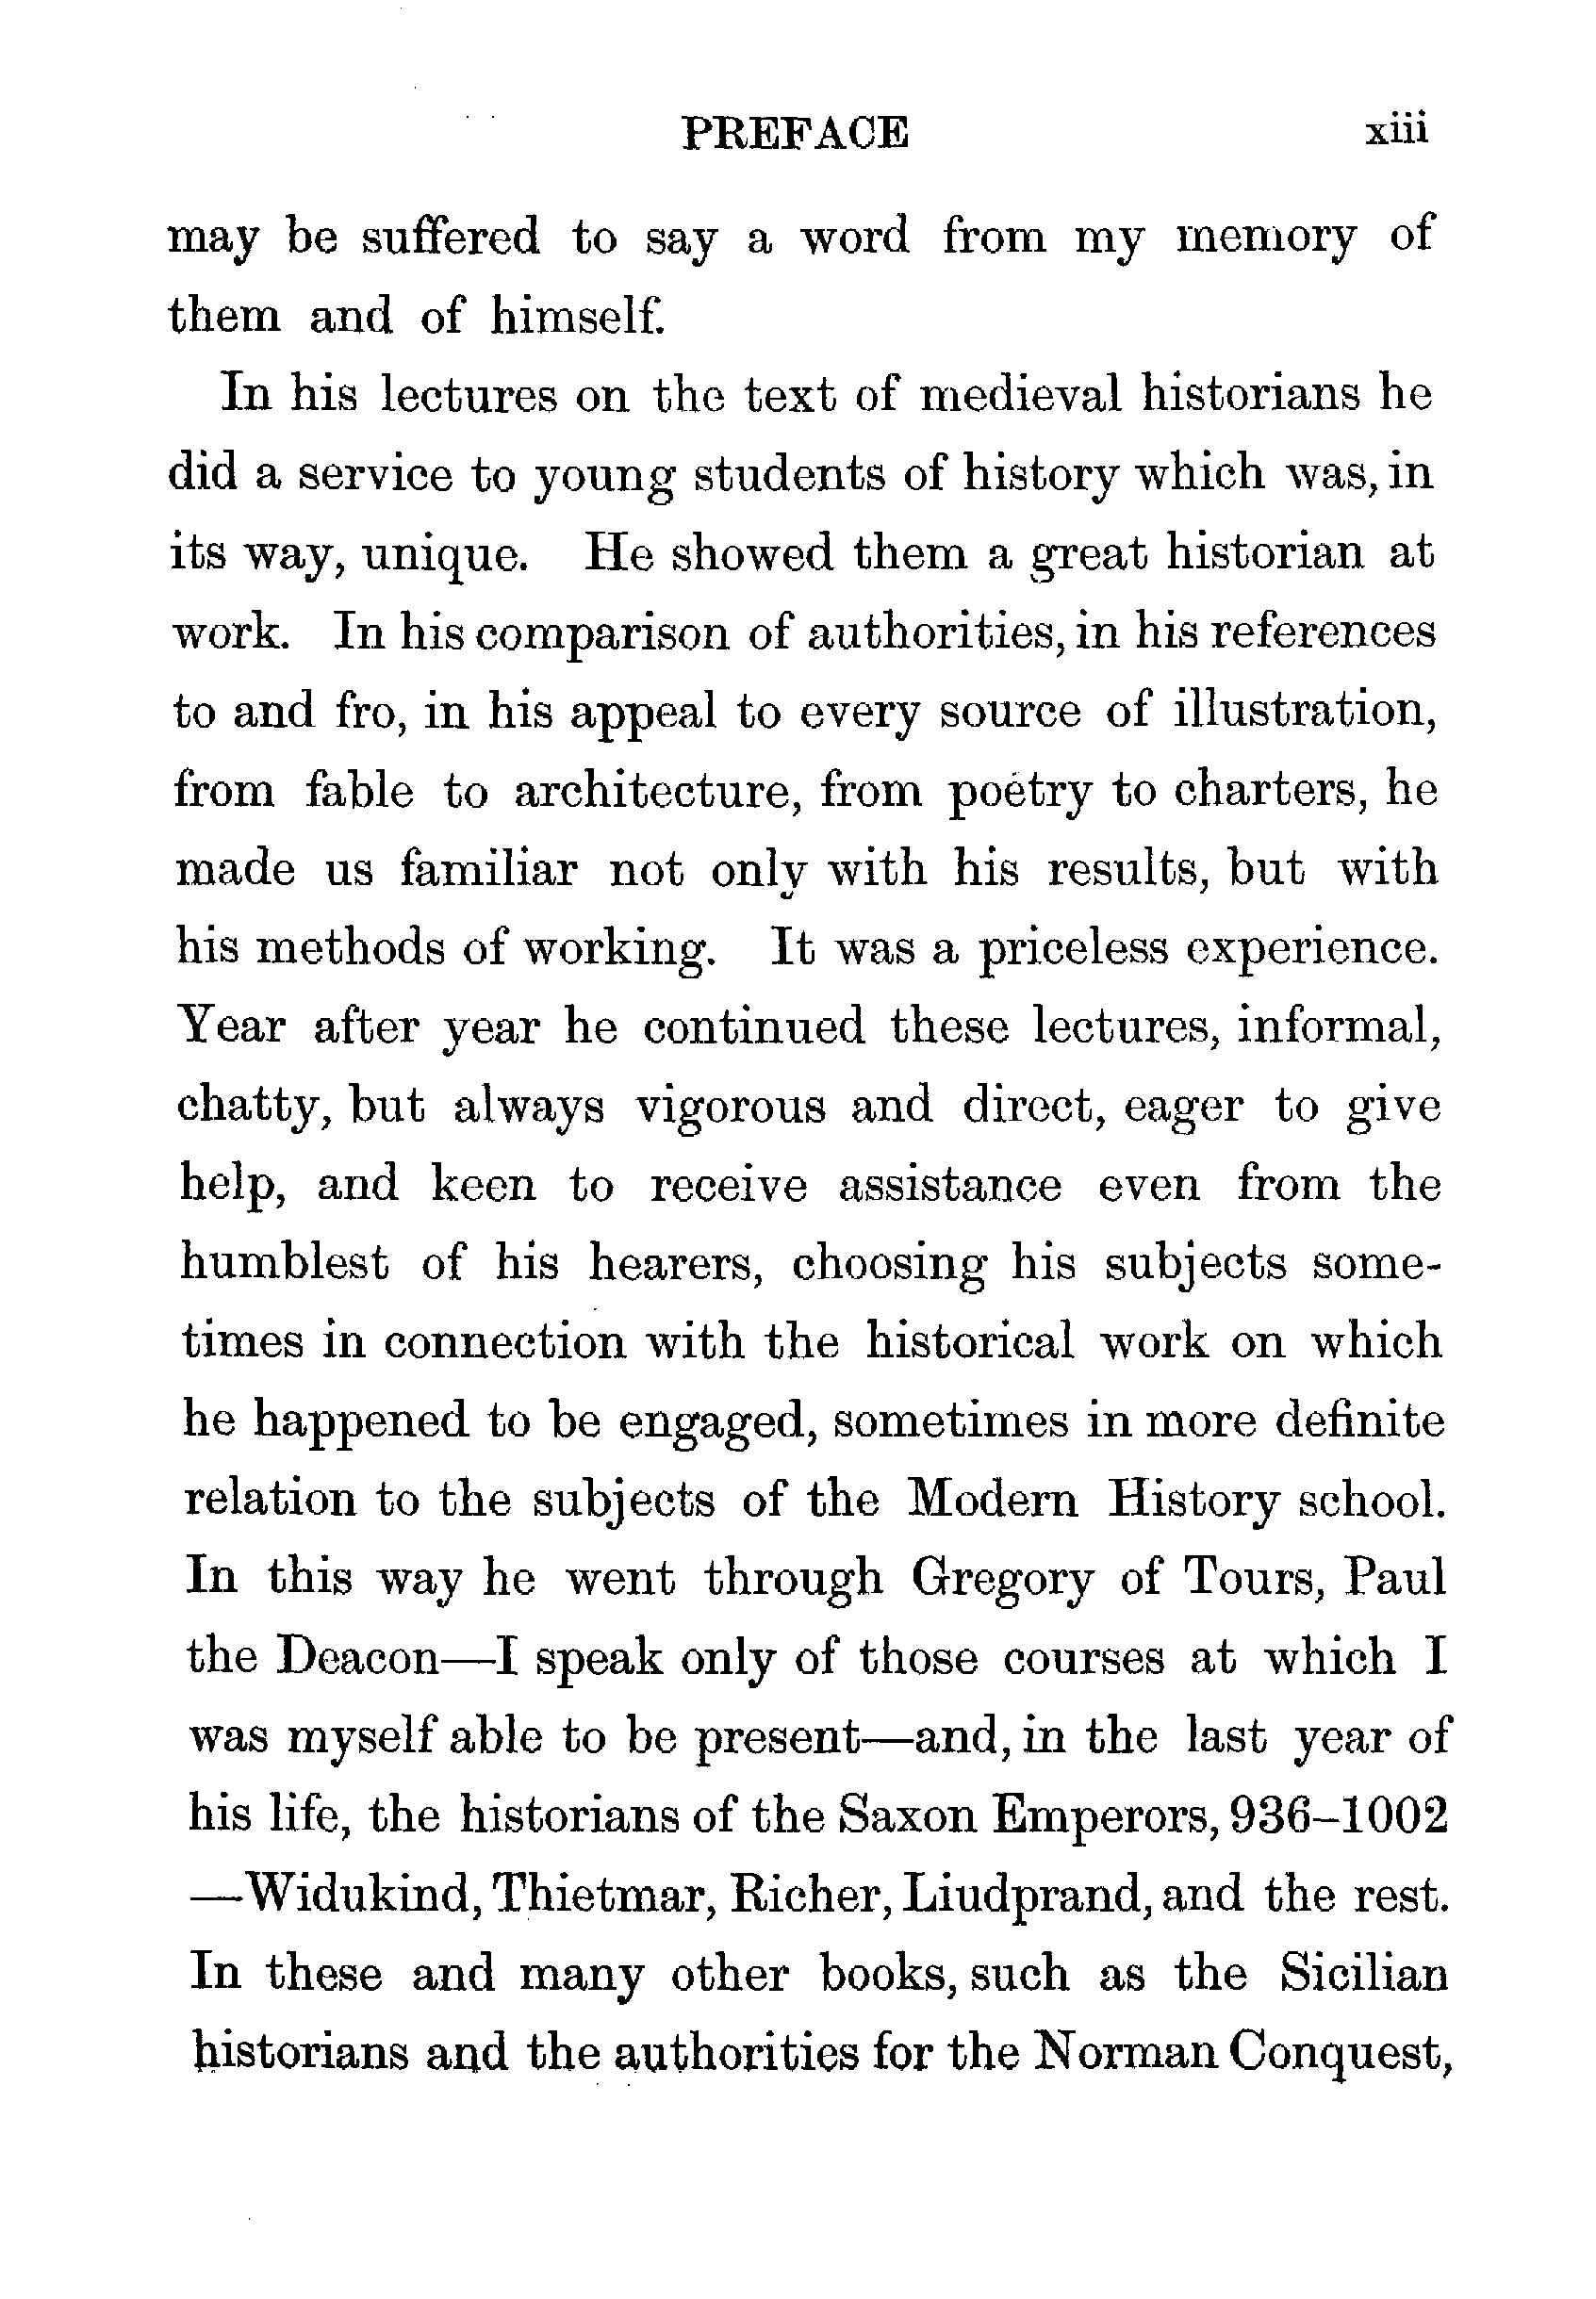 PREFACE xiii
may be suffered to say a word from my memory of
them and of himself.
In his lectures on the text of medieval historians he
did a service to young students of history which was, in
its way, unique. He showed them a great historian at
work. In his comparison of authorities, in his references
to and fro, in his appeal to every source of illustration,
from fable to architecture, from poetry to charters, he
made us familiar not only with his results, but with
his methods of working. It was a priceless experience.
Year after year he continued these lectures, informal,
chatty, but always vigorous and direct, eager to give
help, and keen to receive assistance even from the
humblest of his hearers, choosing his subjects some-
times in connection with the historical work on which
he happened to be engaged, sometimes in more definite
relation to the subjects of the Modern History school.
In this way he went through Gregory of Tours, Paul
the Deacon—I speak only of those courses at which I
was myself able to be present—and, in the last year of
his life, the historians of the Saxon Emperors, 936–1002
—Widukind, Thietmar, Richer, Liudprand, and the rest.
In these and many other books, such as the Sicilian
historians and the authorities for the Norman Conquest,